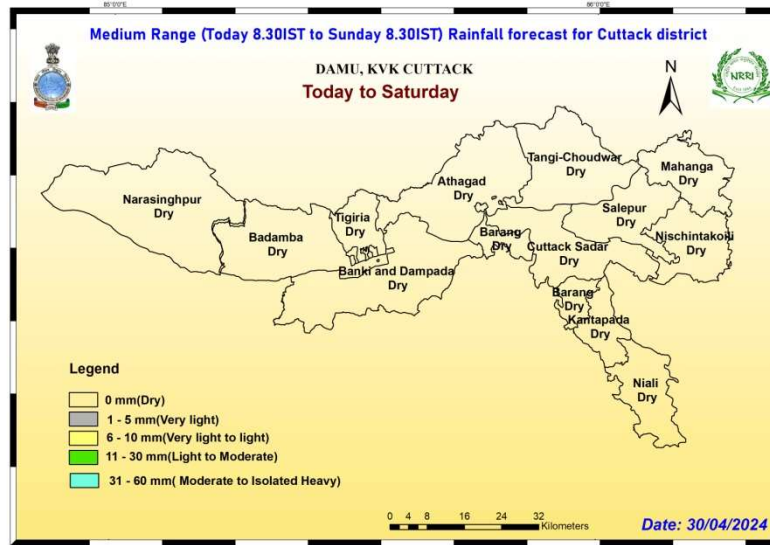 85°0'0"E
86°0'0"E
Medium Range (Today 8.30IST to Sunday 8.30IST) Rainfall forecast for Cuttack district
DAMU, KVK CUTTACK
Today to Saturday
N
NRRI
Tangi-Choudwar
Dry
Mahanga
Dry
Athagad
Dry
Narasinghpur
Dry
Salepur
Dry
Tigiria
Dry
Badamba
Dry
Barang
Dry
Cuttack Sadar
Dry
Nischintakoili
Dry
Banki and Dampada
Dry
Barang
Dry
Kantapada
Dry
Niali
Dry
Legend
0 mm(Dry)
1 - 5 mm(Very light)
6 - 10 mm(Very light to light)
11 - 30 mm(Light to Moderate)
31 - 60 mm( Moderate to Isolated Heavy)
0 4 8 16 24 32
Kilometers
Date: 30/04/2024